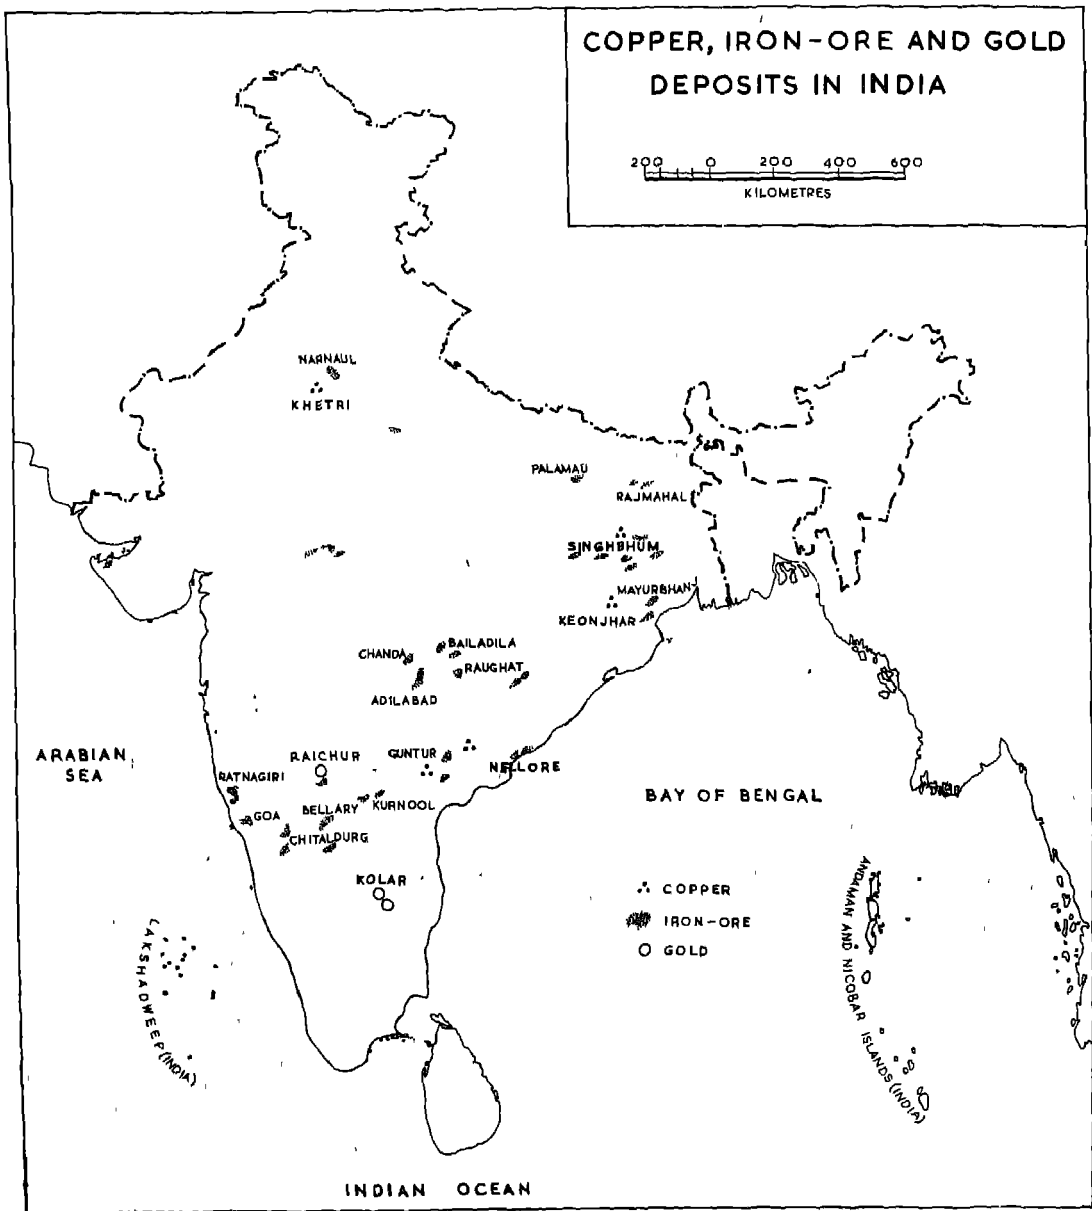 COPPER, IRON-ORE AND GOLD
DEPOSITS IN INDIA
200 0 200 400 600
KILOMETRES
NARNAUL
KHETRI
PALAMAU
RAJMAHAL
SINGHBHUM
MAYURBHAN
KEONJHAR
BAILADILA
CHANDA
RAUGHAT
ADILABAD
ARABIAN
SEA
RAICHUR
GUNTUR
NELLORE
RATNAGIRI
BELLARY
KURNOOL
GOA
CHITALDURG
BAY OF BENGAL
KOLAR
COPPER
IRON-ORE
GOLD
LAKSHADWEEP (INDIA)
ANDAMAN AND NICOBAR ISLANDS (INDIA)
INDIAN OCEAN